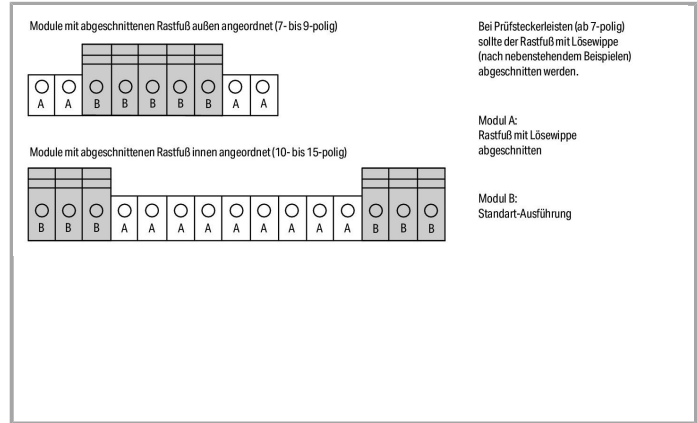 Module mit abgeschnittenen Rastfuß außen angeordnet (7- bis 9-polig)
A A B B B B B A A
Module mit abgeschnittenen Rastfuß innen angeordnet (10- bis 15-polig)
B B B A A A A A A A A A B B B
Bei Prüfsteckerleisten (ab 7-polig)
sollte der Rastfuß mit Lösewippe
(nach nebenstehendem Beispielen)
abgeschnitten werden.
Modul A:
Rastfuß mit Lösewippe
abgeschnitten
Modul B:
Standart-Ausführung